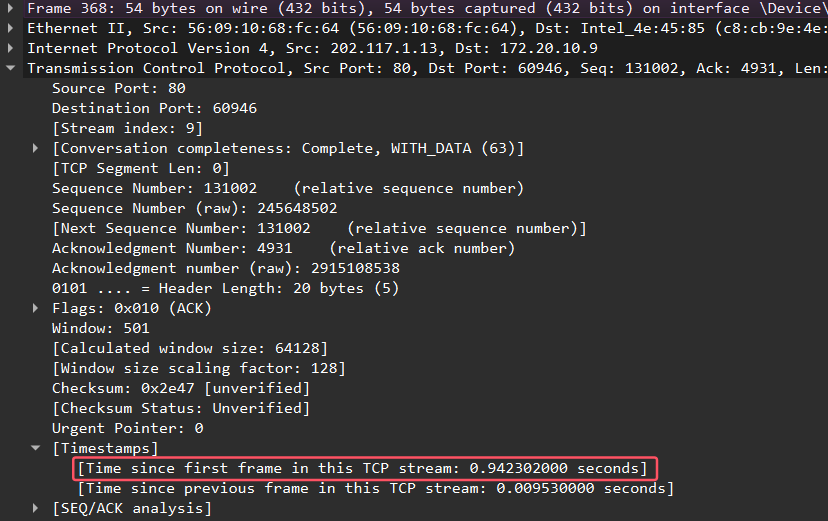 Frame 368: 54 bytes on wire (432 bits), 54 bytes captured (432 bits) on interface \Device\
Ethernet II, Src: 56:09:10:68:fc:64 (56:09:10:68:fc:64), Dst: Intel_4e:45:85 (c8:cb:9e:4e:
Internet Protocol Version 4, Src: 202.117.1.13, Dst: 172.20.10.9
Transmission Control Protocol, Src Port: 80, Dst Port: 60946, Seq: 131002, Ack: 4931, Len:
Source Port: 80
Destination Port: 60946
[Stream index: 9]
[Conversation completeness: Complete, WITH_DATA (63)]
[TCP Segment Len: 0]
Sequence Number: 131002    (relative sequence number)
Sequence Number (raw): 245648502
[Next Sequence Number: 131002    (relative sequence number)]
Acknowledgment Number: 4931    (relative ack number)
Acknowledgment number (raw): 2915108538
0101 .... = Header Length: 20 bytes (5)
Flags: 0x010 (ACK)
Window: 501
[Calculated window size: 64128]
[Window size scaling factor: 128]
Checksum: 0x2e47 [unverified]
[Checksum Status: Unverified]
Urgent Pointer: 0
[Timestamps]
[Time since first frame in this TCP stream: 0.942302000 seconds]
[Time since previous frame in this TCP stream: 0.009530000 seconds]
[SEQ/ACK analysis]